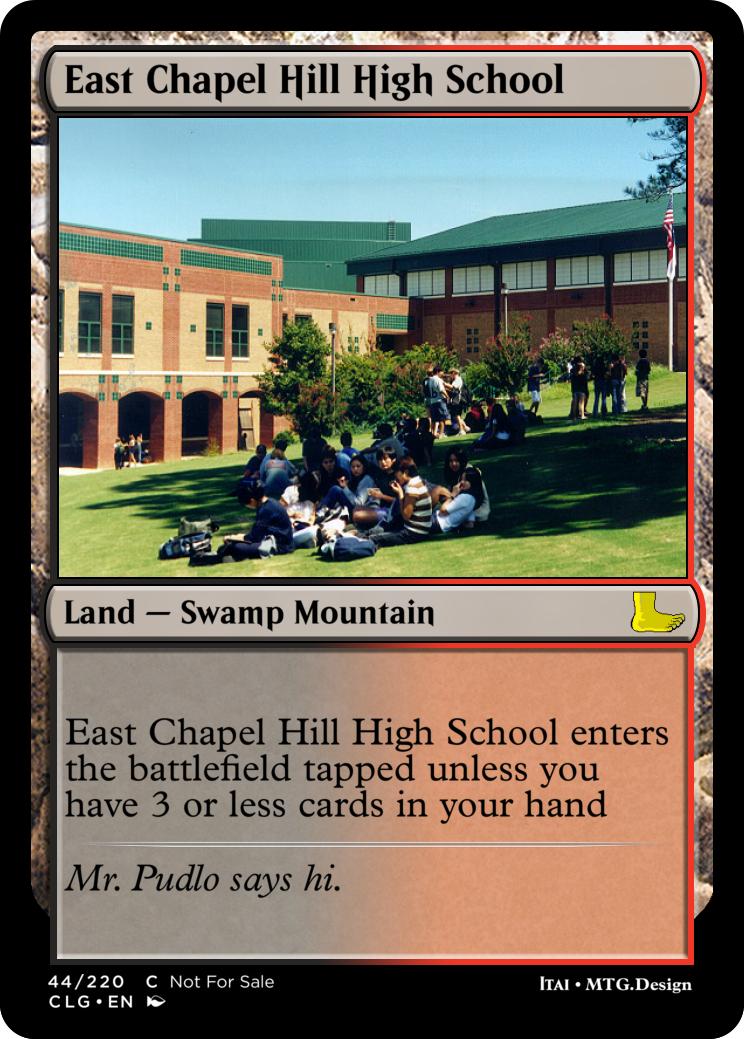 East Chapel Hill High School
Land — Swamp Mountain
East Chapel Hill High School enters
the battlefield tapped unless you
have 3 or less cards in your hand
Mr. Pudlo says hi.
44/220 C Not For Sale
CLG • EN
Itai • MTG.Design